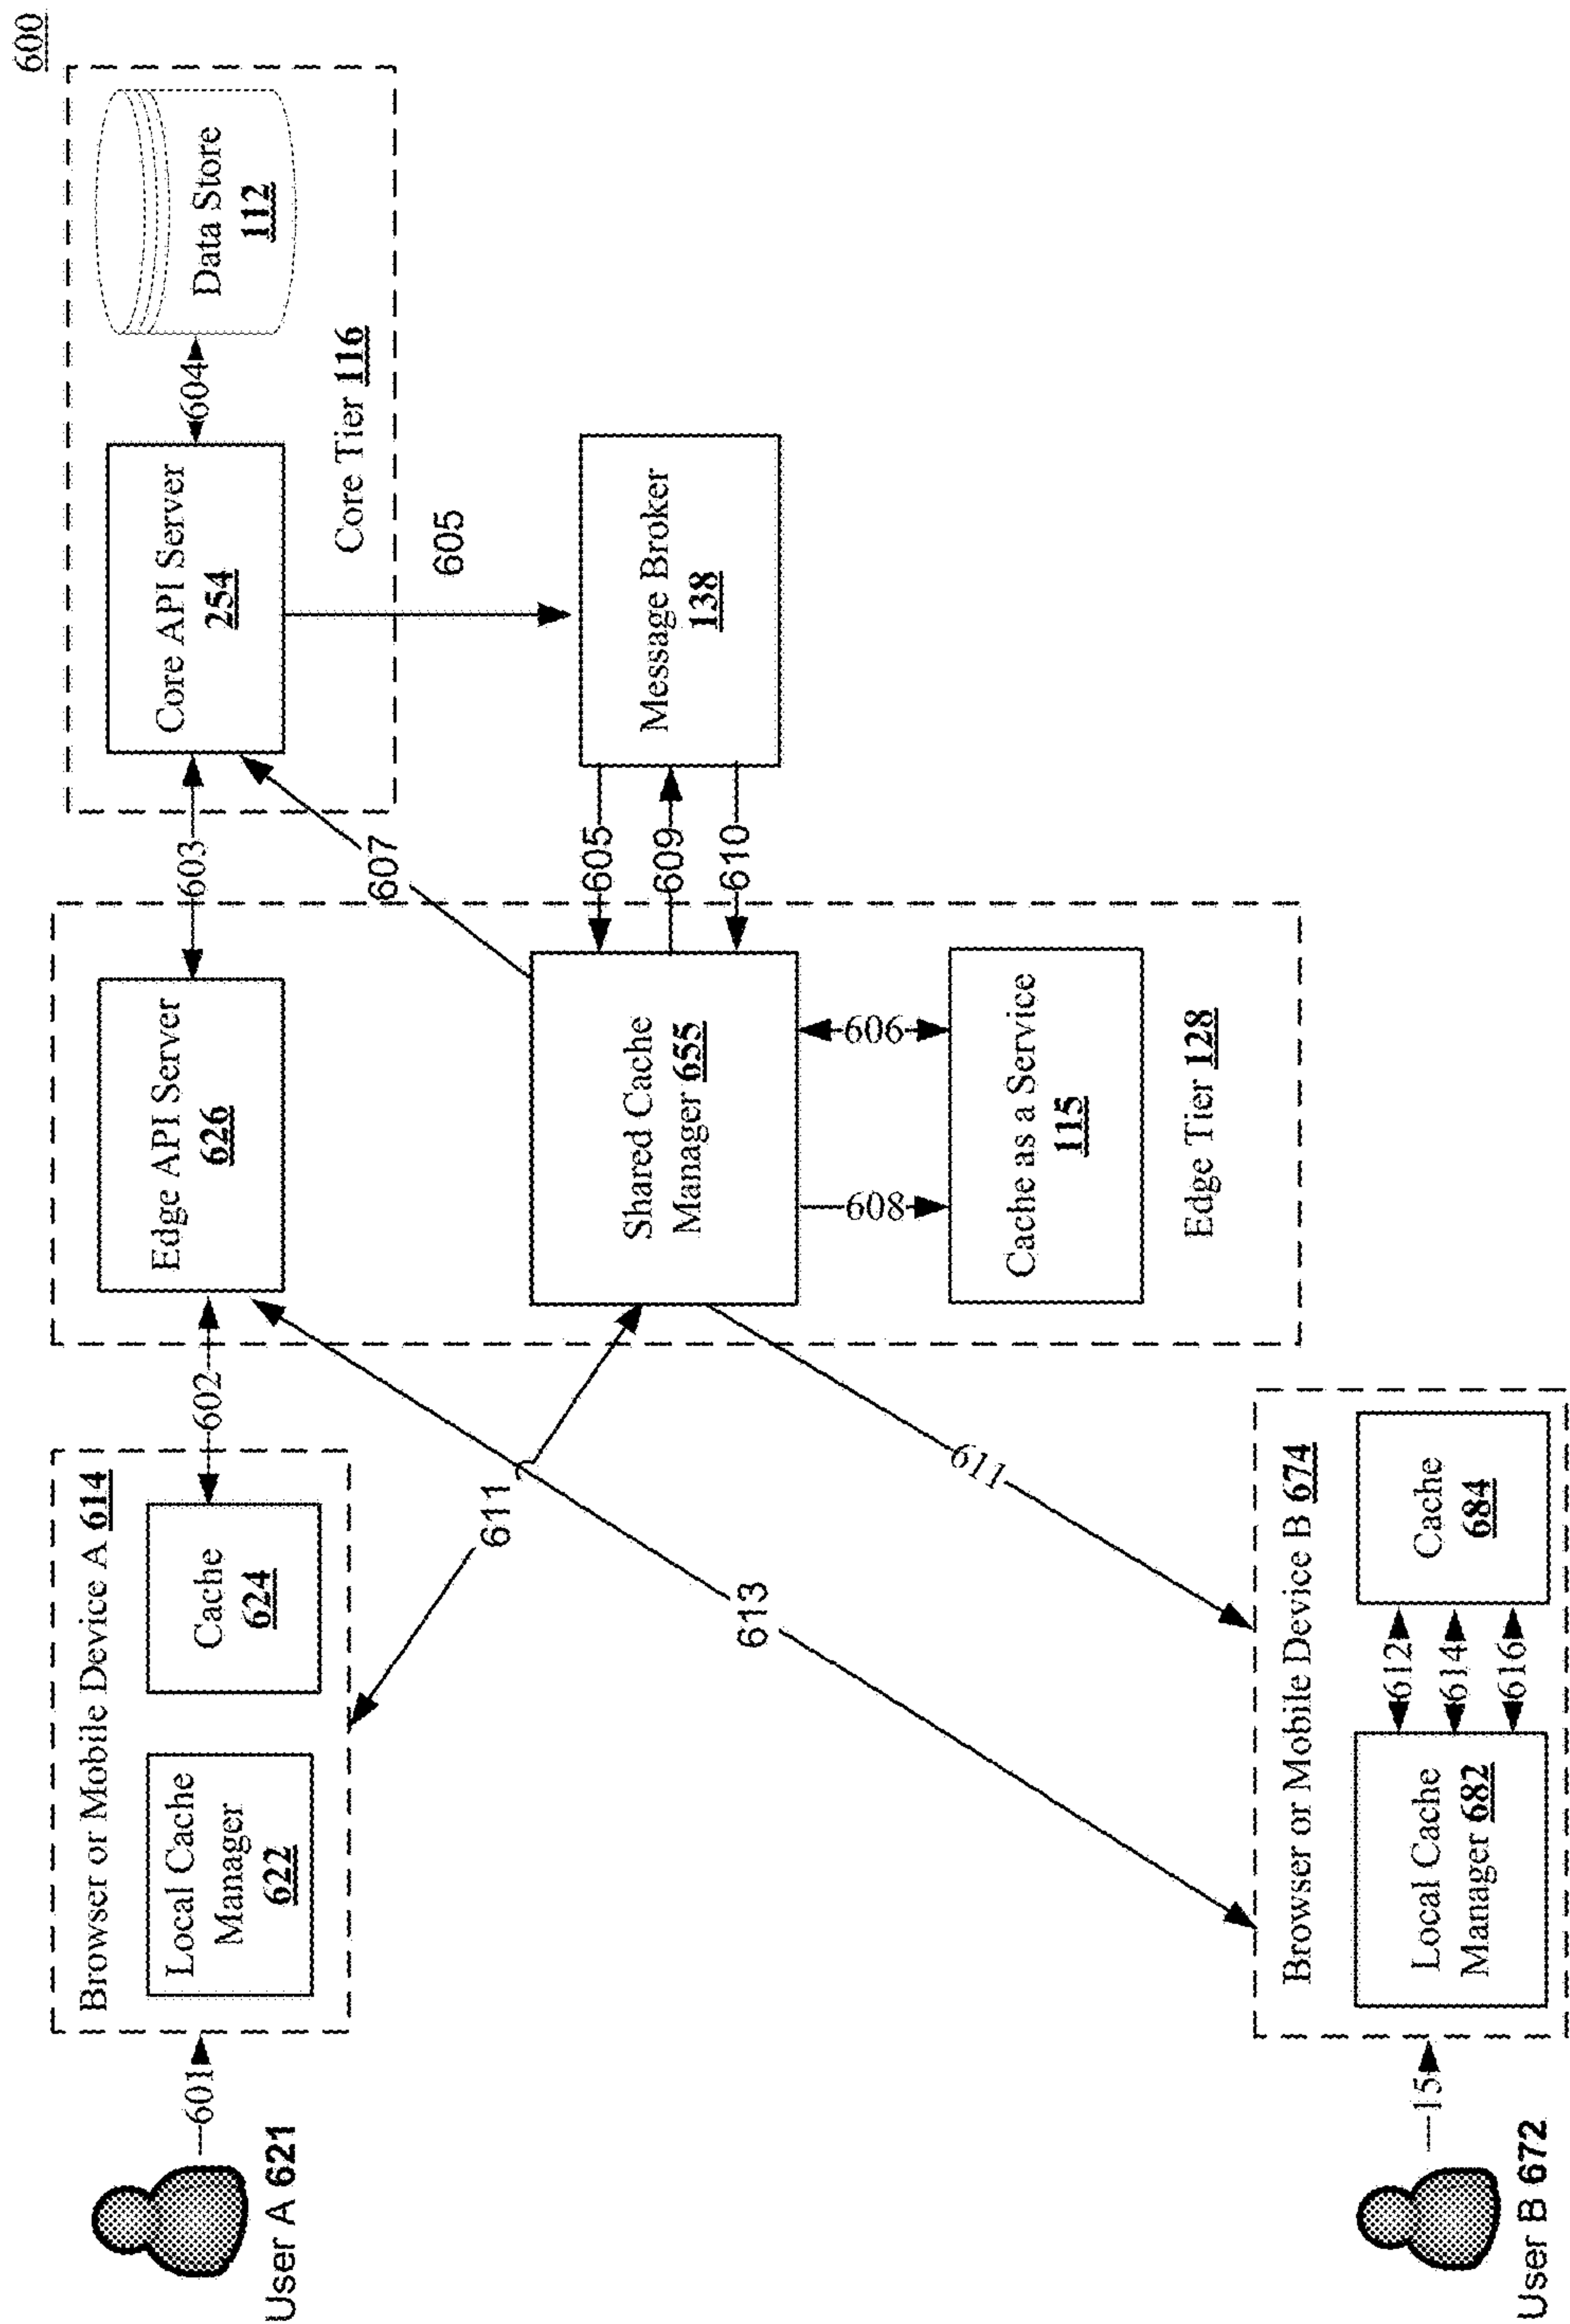 600
Browser or Mobile Device A 614
Local Cache
Manager
622
Cache
624
User A 621
601
602
Edge API Server
626
603
Core API Server
254
604
Data Store
112
Core Tier 116
605
607
Message Broker
138
605
609
610
Shared Cache
Manager 655
606
608
Cache as a Service
115
Edge Tier 128
611
613
611
Browser or Mobile Device B 674
Local Cache
Manager 682
612
614
616
Cache
684
15
User B 672